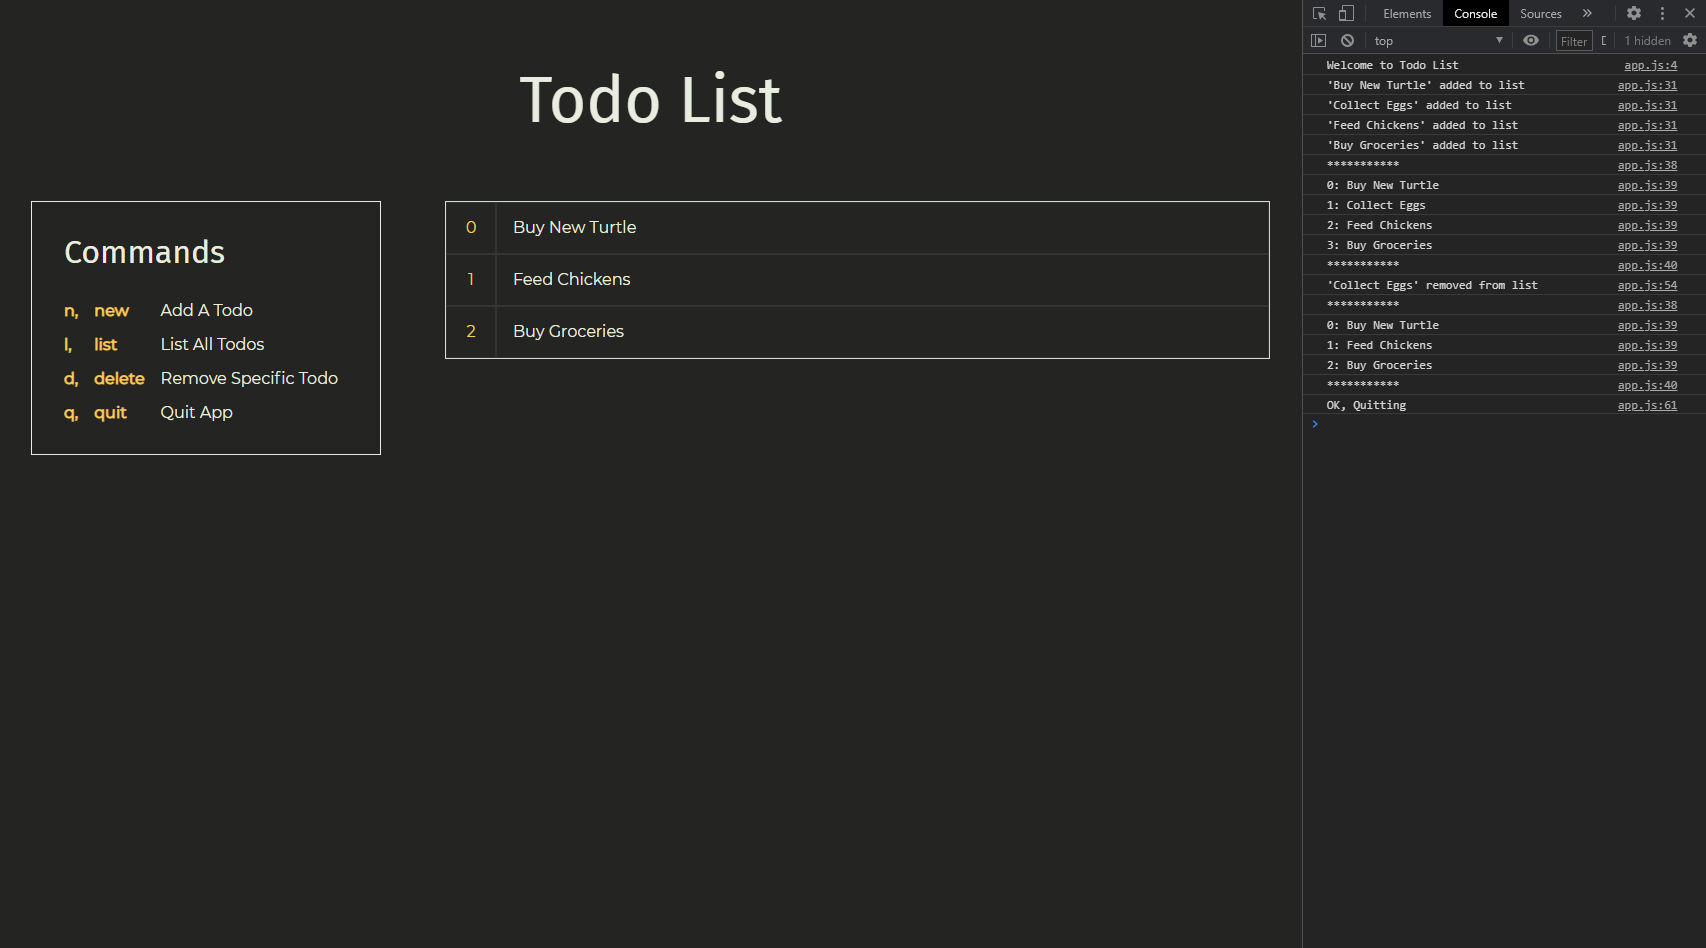 Todo List
Commands
n, new Add A Todo
l, list List All Todos
d, delete Remove Specific Todo
q, quit Quit App
0 Buy New Turtle
1 Feed Chickens
2 Buy Groceries
Elements Console Sources
top Filter 1 hidden
Welcome to Todo List app.js:4
'Buy New Turtle' added to list app.js:31
'Collect Eggs' added to list app.js:31
'Feed Chickens' added to list app.js:31
'Buy Groceries' added to list app.js:31
*********** app.js:38
0: Buy New Turtle app.js:39
1: Collect Eggs app.js:39
2: Feed Chickens app.js:39
3: Buy Groceries app.js:39
*********** app.js:40
'Collect Eggs' removed from list app.js:54
*********** app.js:38
0: Buy New Turtle app.js:39
1: Feed Chickens app.js:39
2: Buy Groceries app.js:39
*********** app.js:40
OK, Quitting app.js:61